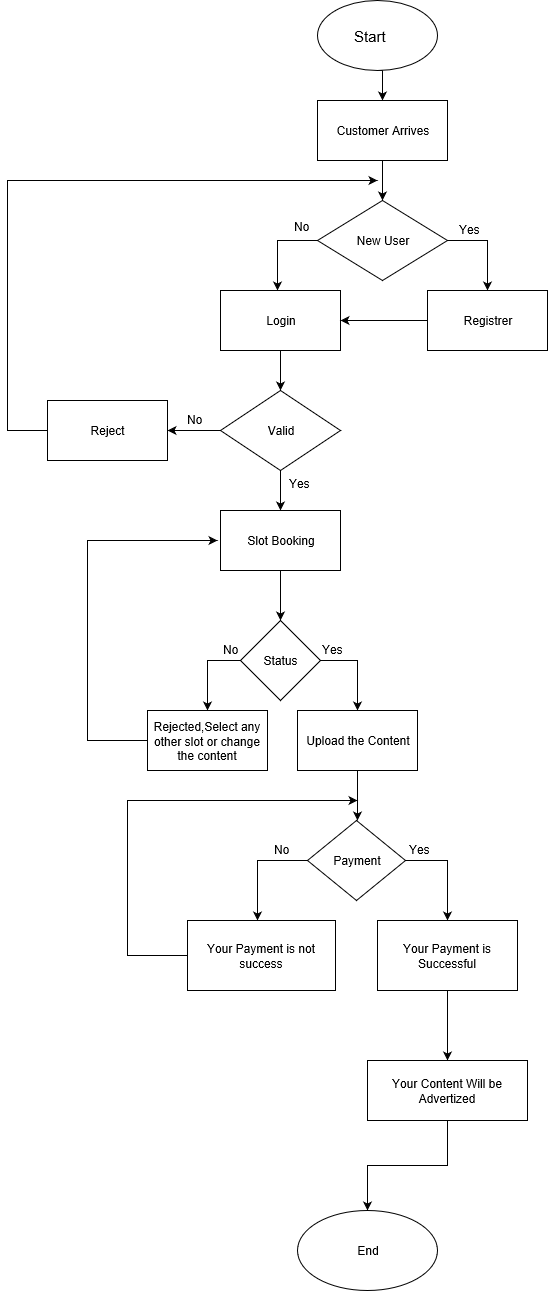 Start
Customer Arrives
New User
No
Yes
Login
Registrer
Valid
No
Reject
Yes
Slot Booking
Status
No
Yes
Rejected,Select any
other slot or change
the content
Upload the Content
Payment
No
Yes
Your Payment is not
success
Your Payment is
Successful
Your Content Will be
Advertized
End